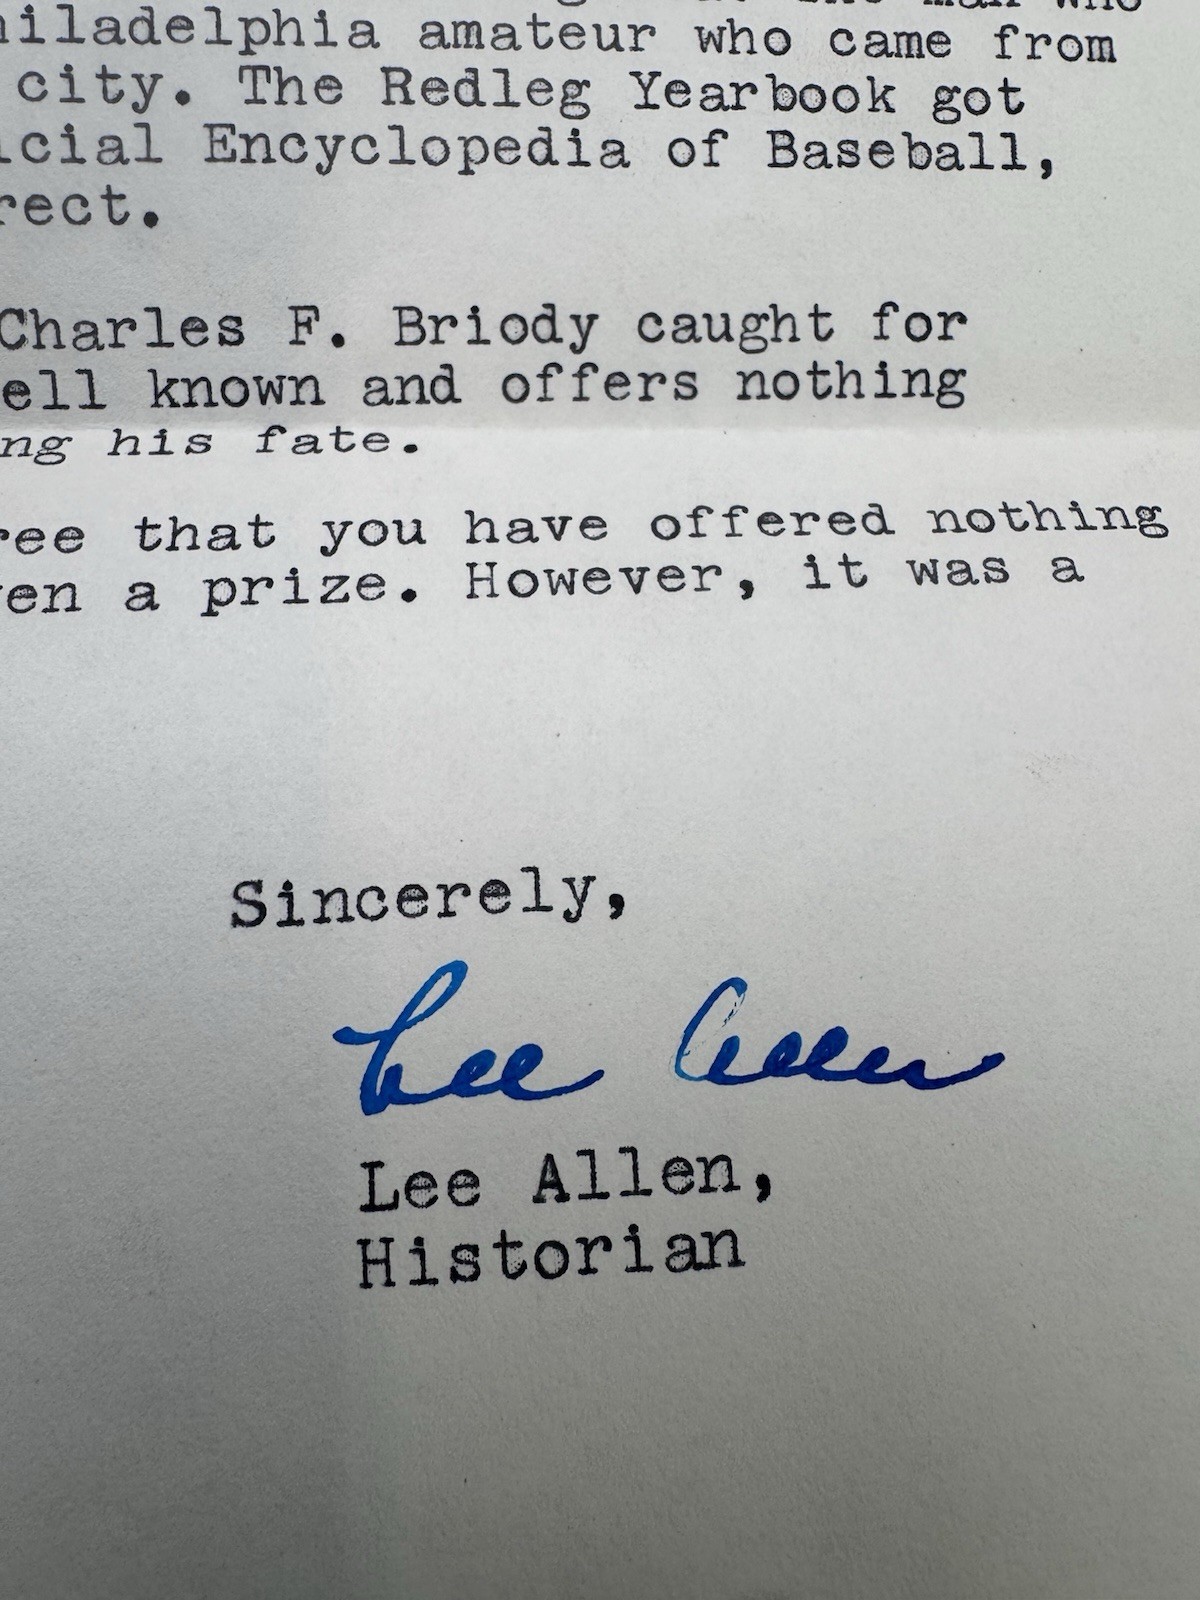 iladelphia amateur who came from
city. The Redleg Yearbook got
icial Encyclopedia of Baseball,
rect.
Charles F. Briody caught for
ell known and offers nothing
ng his fate.
ree that you have offered nothing
en a prize. However, it was a
Sincerely,
Lee Allen
Lee Allen,
Historian